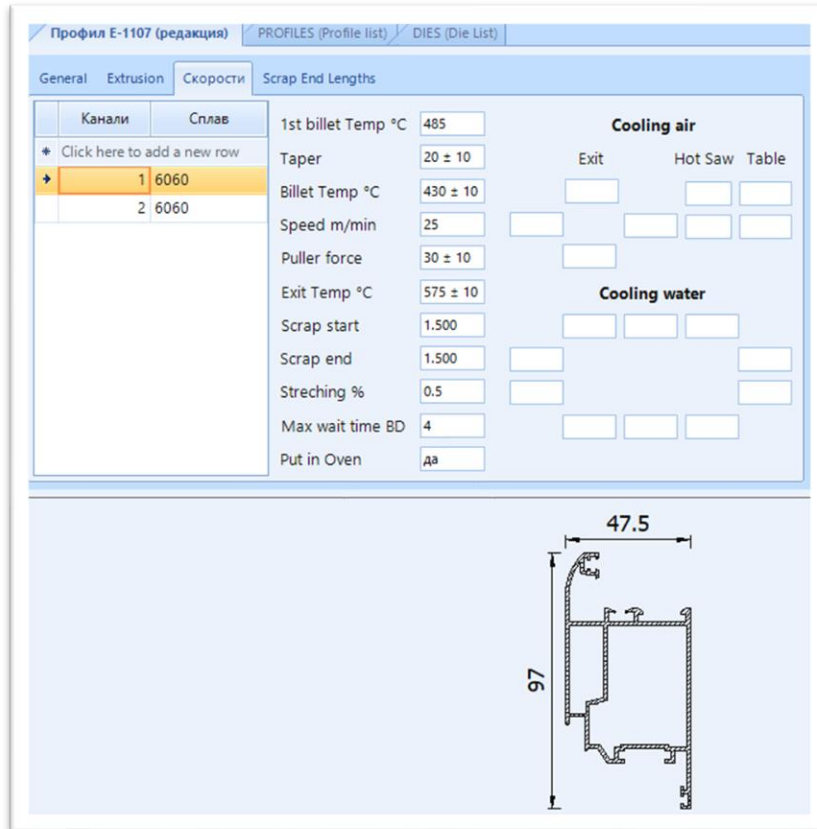 Профил E-1107 (редакция) PROFILES (Profile list) DIES (Die List)
General Extrusion Скорости Scrap End Lengths
Канали Сплав
Click here to add a new row
1 6060
2 6060
1st billet Temp °C 485
Taper 20 ± 10
Billet Temp °C 430 ± 10
Speed m/min 25
Puller force 30 ± 10
Exit Temp °C 575 ± 10
Scrap start 1.500
Scrap end 1.500
Streching % 0.5
Max wait time BD 4
Put in Oven да
Cooling air
Exit Hot Saw Table
Cooling water
47.5
97